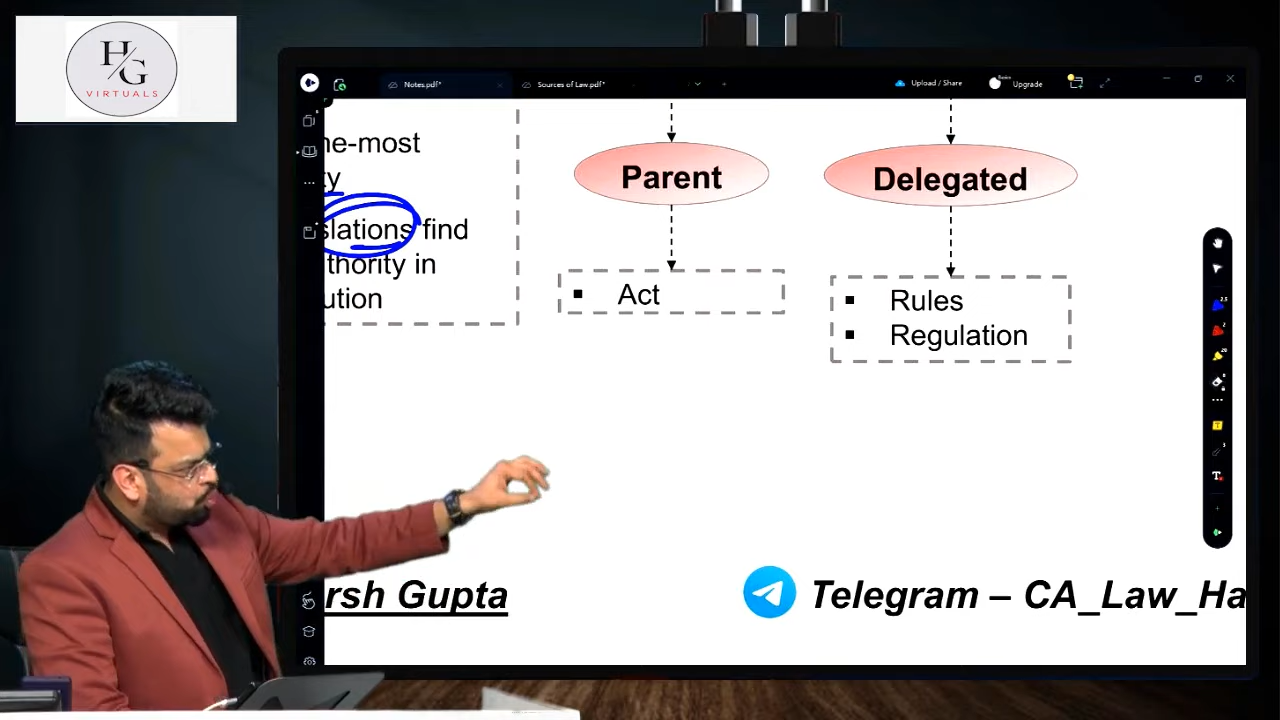 H/G
VIRTUALS
Notes.pdf*
Sources of Law.pdf*
Upload / Share
Upgrade
ne-most
ty
slations find
thority in
ution
Parent
Act
Delegated
Rules
Regulation
rsh Gupta
Telegram – CA_Law_Ha